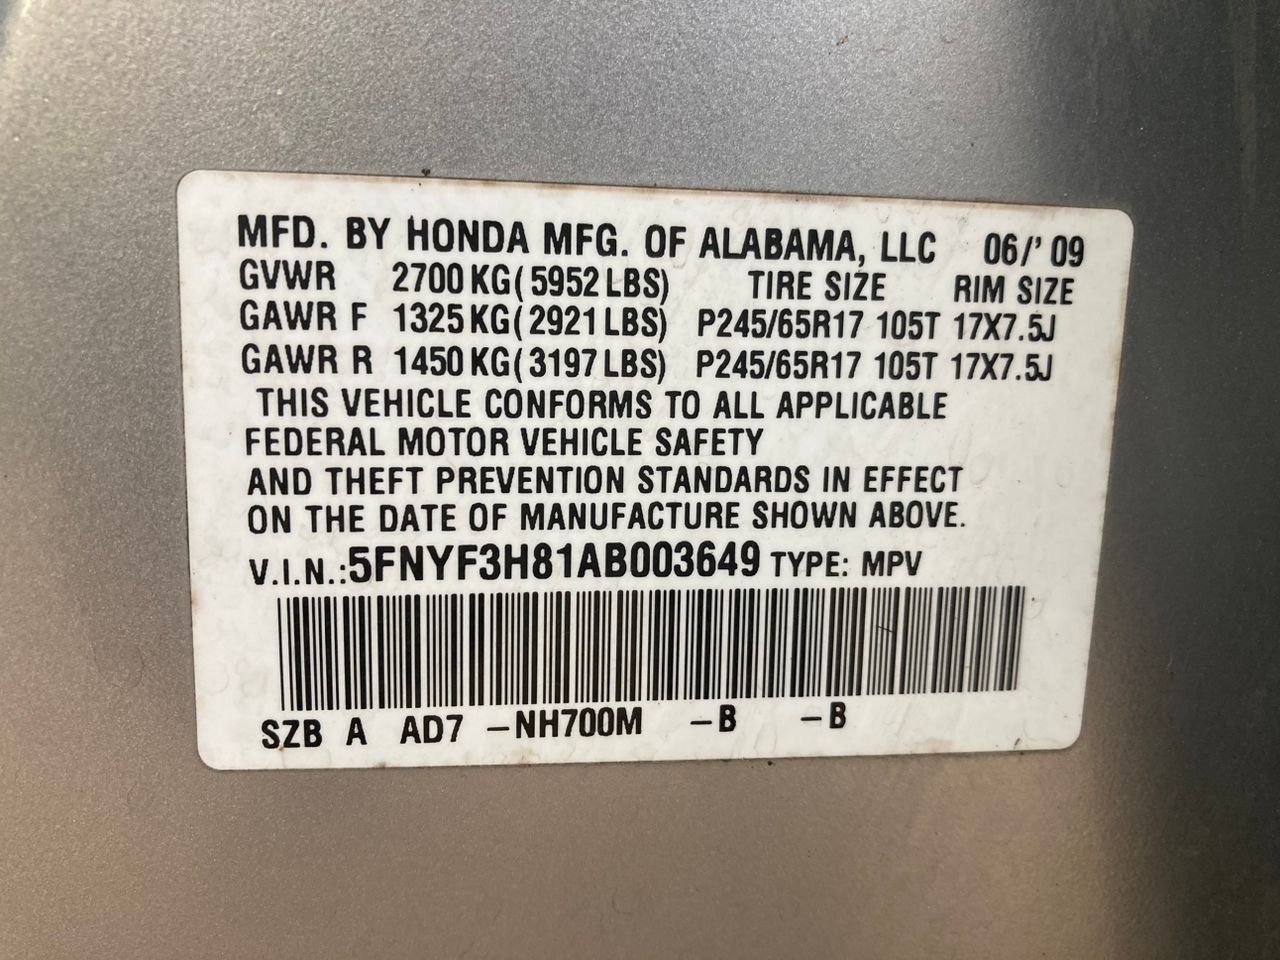 MFD. BY HONDA MFG. OF ALABAMA, LLC 06/' 09
GVWR 2700 KG( 5952 LBS) TIRE SIZE RIM SIZE
GAWR F 1325 KG( 2921 LBS) P245/65R17 105T 17X7.5J
GAWR R 1450 KG( 3197 LBS) P245/65R17 105T 17X7.5J
THIS VEHICLE CONFORMS TO ALL APPLICABLE
FEDERAL MOTOR VEHICLE SAFETY
AND THEFT PREVENTION STANDARDS IN EFFECT
ON THE DATE OF MANUFACTURE SHOWN ABOVE.
V.I.N.:5FNYF3H81AB003649 TYPE: MPV
SZB A AD7 -NH700M -B -B